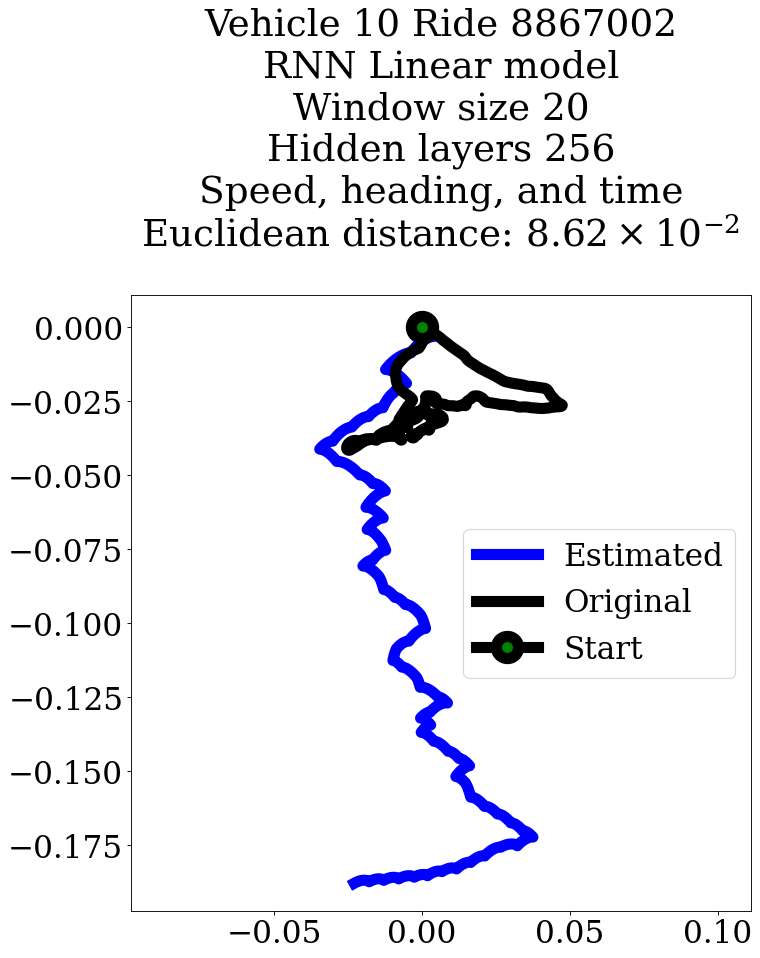 Vehicle 10 Ride 8867002
RNN Linear model
Window size 20
Hidden layers 256
Speed, heading, and time
Euclidean distance: 8.62 × 10⁻²
0.000
−0.025
−0.050
−0.075
−0.100
−0.125
−0.150
−0.175
Estimated
Original
Start
−0.05 0.00 0.05 0.10